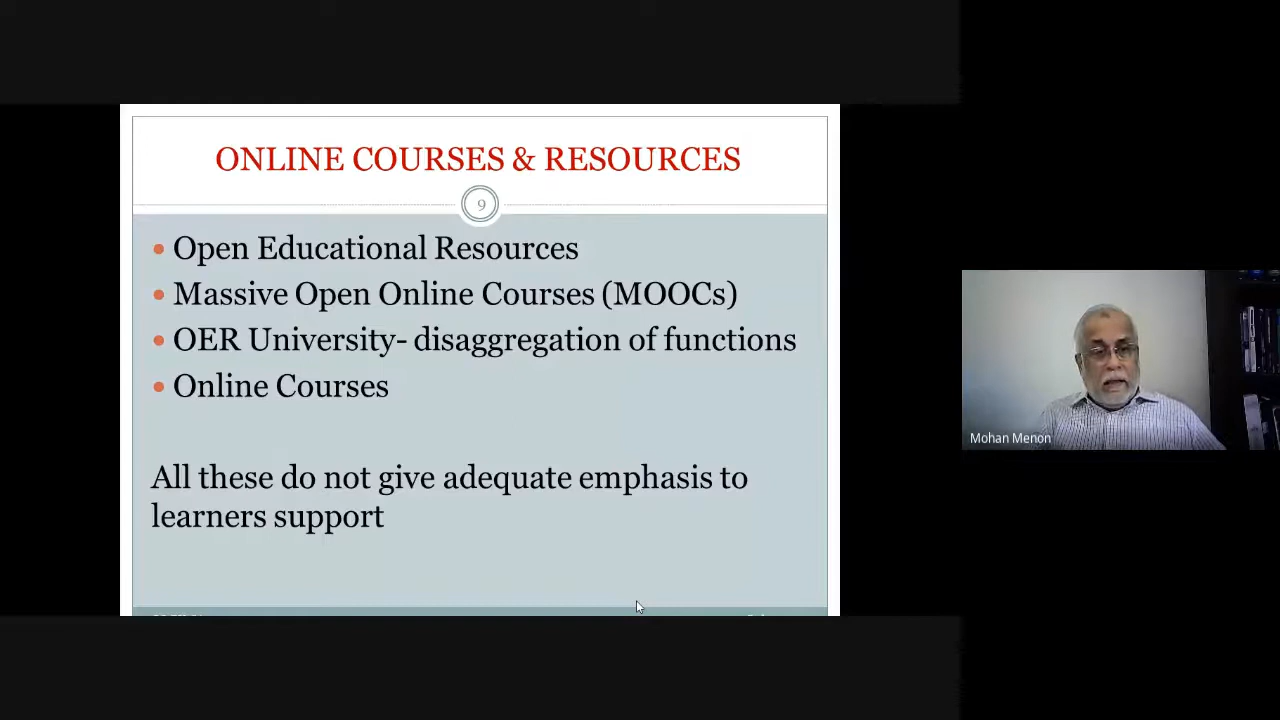 ONLINE COURSES & RESOURCES
9
• Open Educational Resources
• Massive Open Online Courses (MOOCs)
• OER University- disaggregation of functions
• Online Courses
All these do not give adequate emphasis to
learners support
Mohan Menon